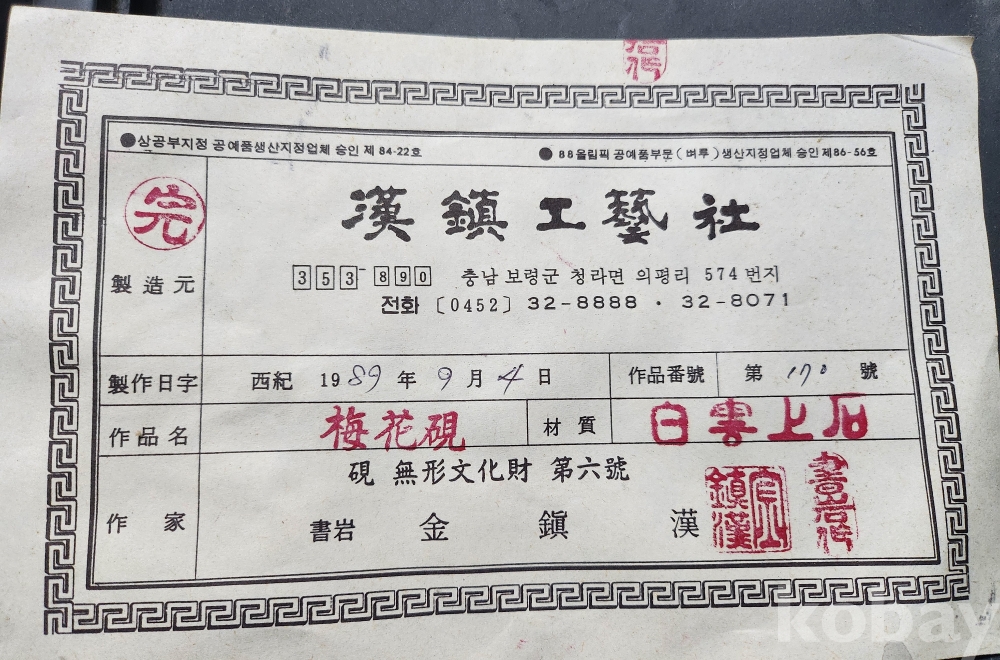 ●상공부지정 공예품생산지정업체 승인 제 84-22호
●88올림픽 공예품부문(벼루)생산지정업체 승인 제86-56호
完
製造元
漢鎭工藝社
353-890 충남 보령군 청라면 의평리 574번지
전화 〔0452〕 32-8888 · 32-8071
製作日字 西紀 1989年 9月 4日 作品番號 第 170 號
作品名 梅花硯 材質 白雲上石
硯 無形文化財 第六號
作家 書岩 金鎭漢
kobay